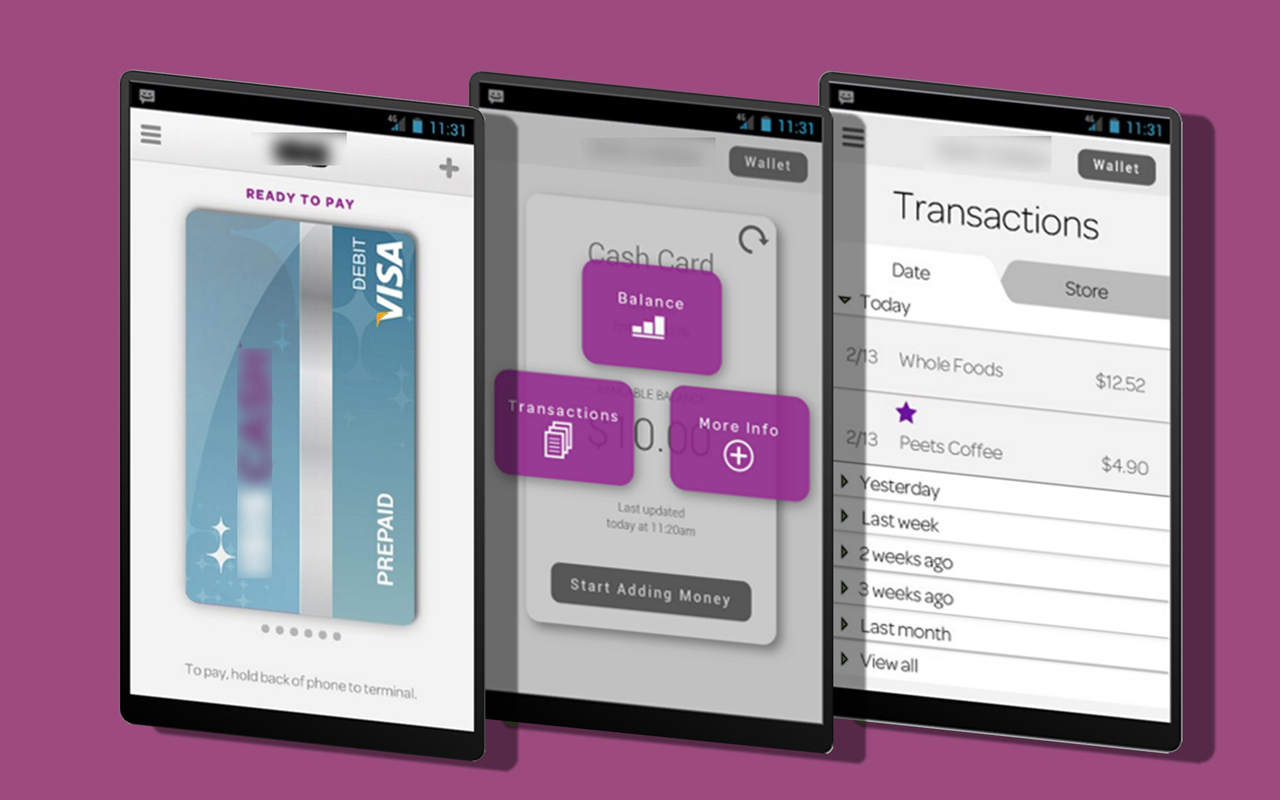 4G 11:31
READY TO PAY
DEBIT
VISA
PREPAID
To pay, hold back of phone to terminal.
4G 11:31
Wallet
Cash Card
Balance
Transactions
More Info
$10.00
Last updated
today at 11:20am
Start Adding Money
4G 11:31
Wallet
Transactions
Date
Store
Today
2/13 Whole Foods $12.52
2/13 Peets Coffee $4.90
Yesterday
Last week
2 weeks ago
3 weeks ago
Last month
View all